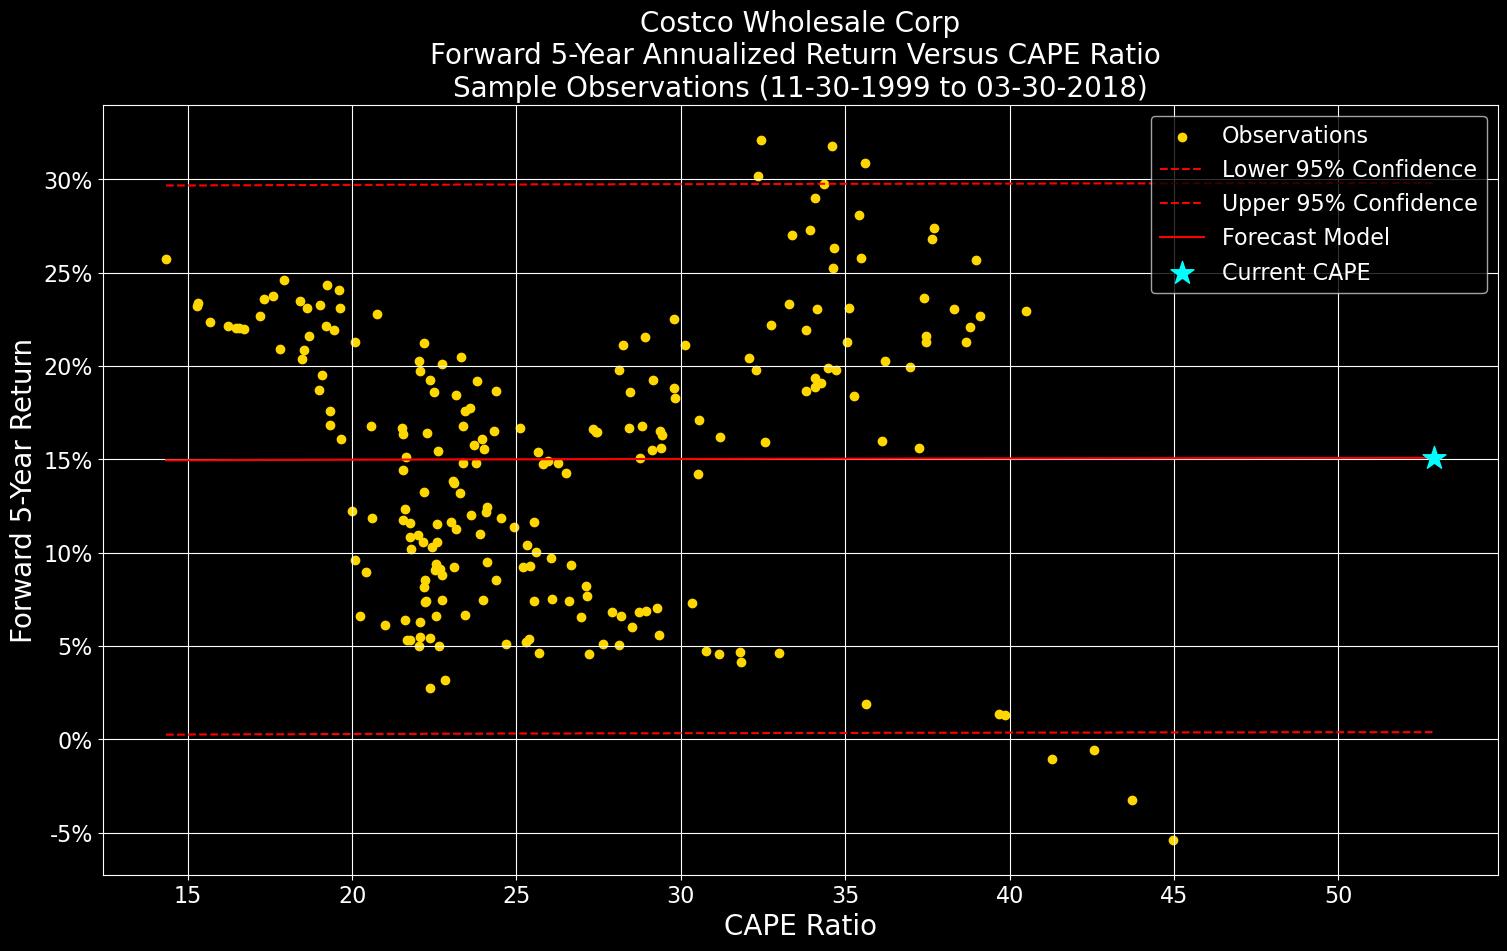 Costco Wholesale Corp
Forward 5-Year Annualized Return Versus CAPE Ratio
Sample Observations (11-30-1999 to 03-30-2018)
Observations
Lower 95% Confidence
Upper 95% Confidence
Forecast Model
Current CAPE
Forward 5-Year Return
30%
25%
20%
15%
10%
5%
0%
-5%
15 20 25 30 35 40 45 50
CAPE Ratio